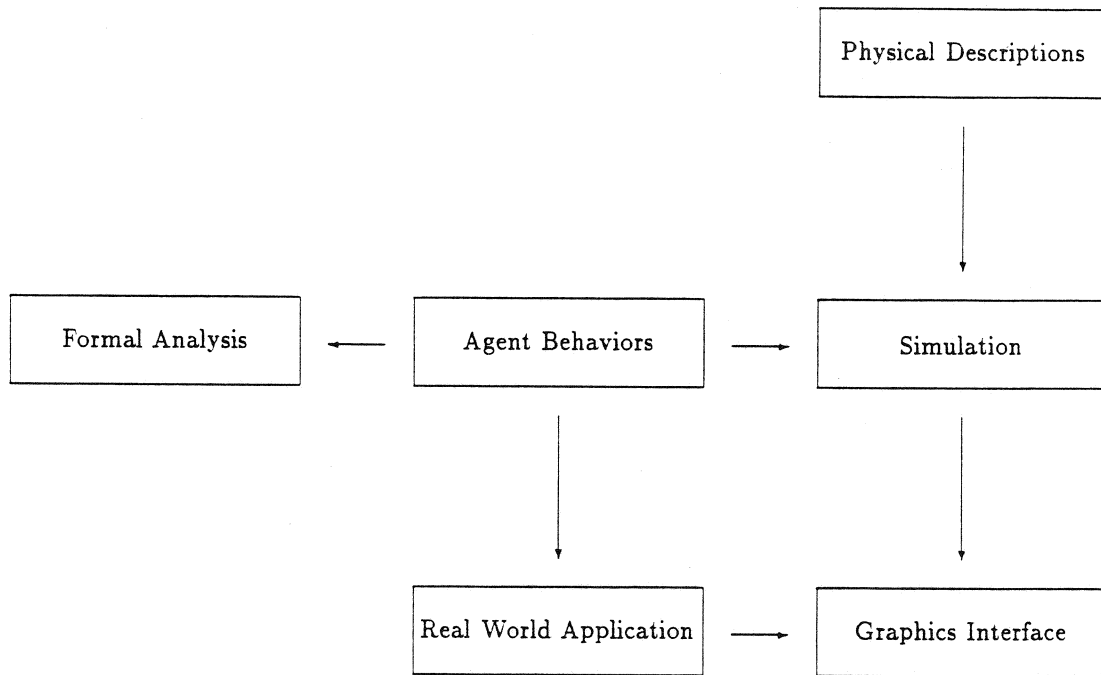 Physical Descriptions
Formal Analysis
Agent Behaviors
Simulation
Real World Application
Graphics Interface